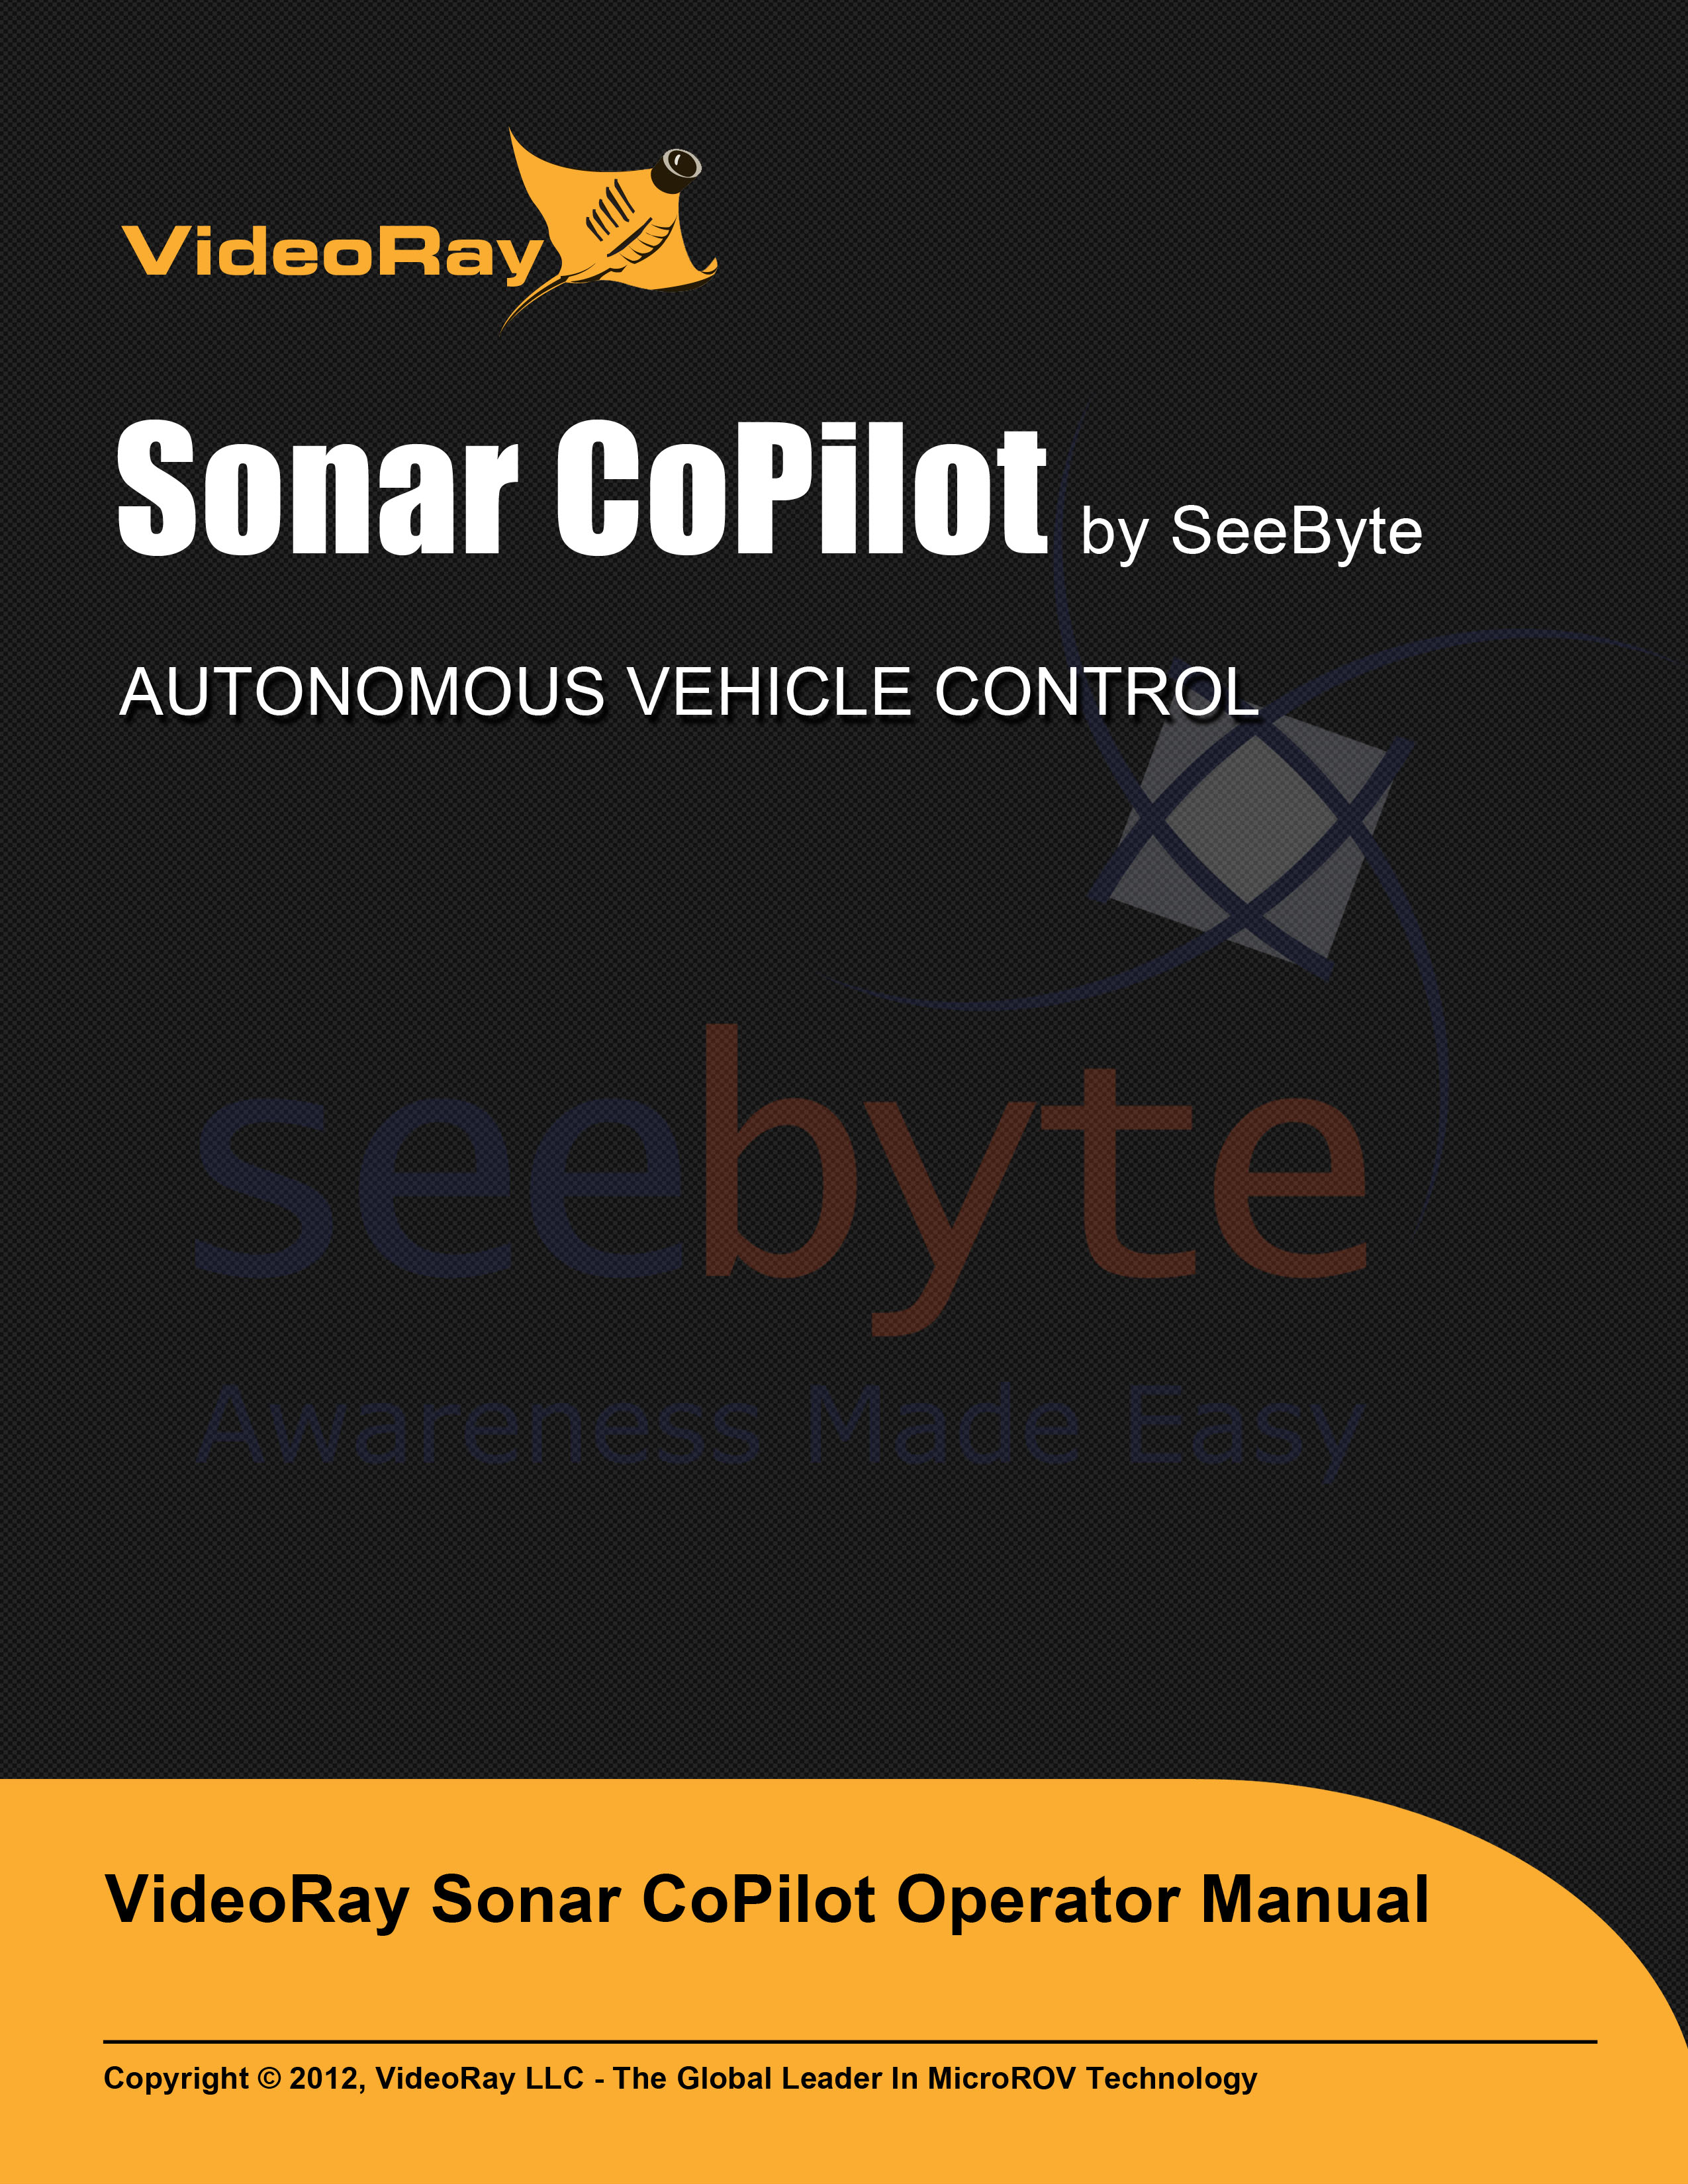 VideoRay
Sonar CoPilot by SeeByte
AUTONOMOUS VEHICLE CONTROL
seebyte
Awareness Made Easy
VideoRay Sonar CoPilot Operator Manual
Copyright © 2012, VideoRay LLC - The Global Leader In MicroROV Technology